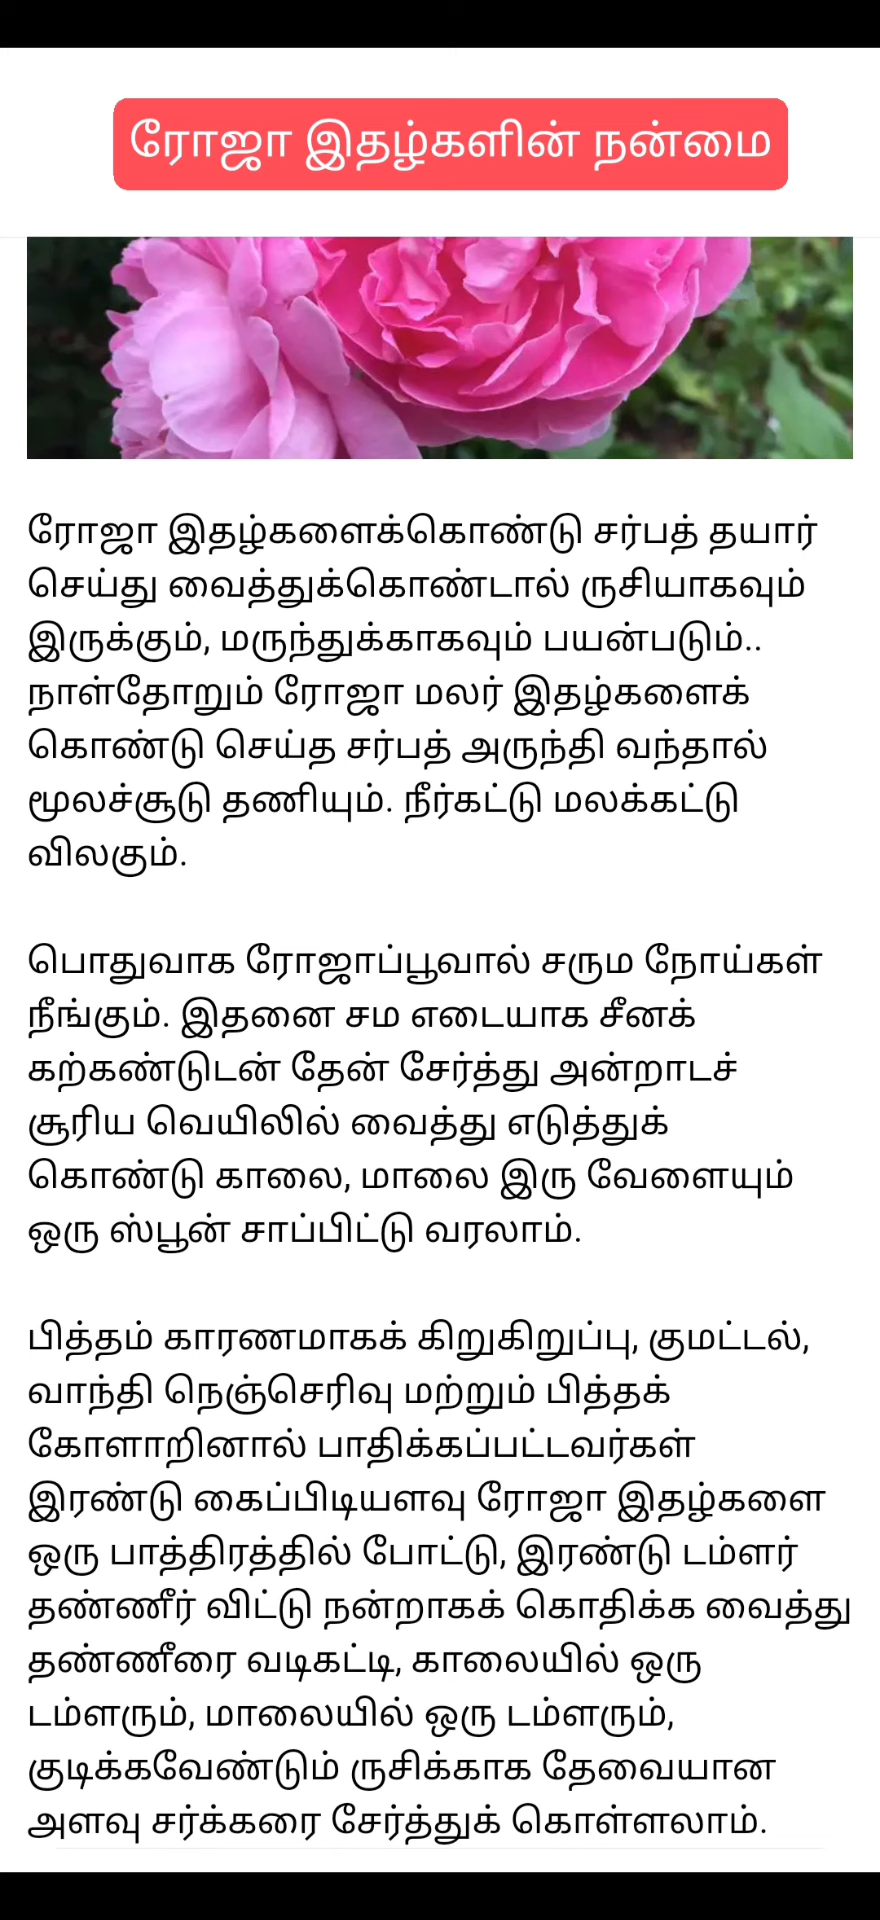 ரோஜா இதழ்களின் நன்மை
ரோஜா இதழ்களைக்கொண்டு சர்பத் தயார்
செய்து வைத்துக்கொண்டால் ருசியாகவும்
இருக்கும், மருந்துக்காகவும் பயன்படும்..
நாள்தோறும் ரோஜா மலர் இதழ்களைக்
கொண்டு செய்த சர்பத் அருந்தி வந்தால்
மூலச்சூடு தணியும். நீர்கட்டு மலக்கட்டு
விலகும்.
பொதுவாக ரோஜாப்பூவால் சரும நோய்கள்
நீங்கும். இதனை சம எடையாக சீனக்
கற்கண்டுடன் தேன் சேர்த்து அன்றாடச்
சூரிய வெயிலில் வைத்து எடுத்துக்
கொண்டு காலை, மாலை இரு வேளையும்
ஒரு ஸ்பூன் சாப்பிட்டு வரலாம்.
பித்தம் காரணமாகக் கிறுகிறுப்பு, குமட்டல்,
வாந்தி நெஞ்செரிவு மற்றும் பித்தக்
கோளாறினால் பாதிக்கப்பட்டவர்கள்
இரண்டு கைப்பிடியளவு ரோஜா இதழ்களை
ஒரு பாத்திரத்தில் போட்டு, இரண்டு டம்ளர்
தண்ணீர் விட்டு நன்றாகக் கொதிக்க வைத்து
தண்ணீரை வடிகட்டி, காலையில் ஒரு
டம்ளரும், மாலையில் ஒரு டம்ளரும்,
குடிக்கவேண்டும் ருசிக்காக தேவையான
அளவு சர்க்கரை சேர்த்துக் கொள்ளலாம்.